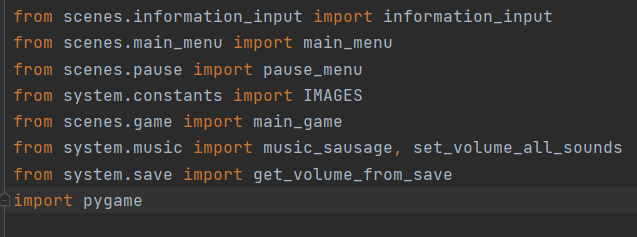 from scenes.information_input import information_input
from scenes.main_menu import main_menu
from scenes.pause import pause_menu
from system.constants import IMAGES
from scenes.game import main_game
from system.music import music_sausage, set_volume_all_sounds
from system.save import get_volume_from_save
import pygame